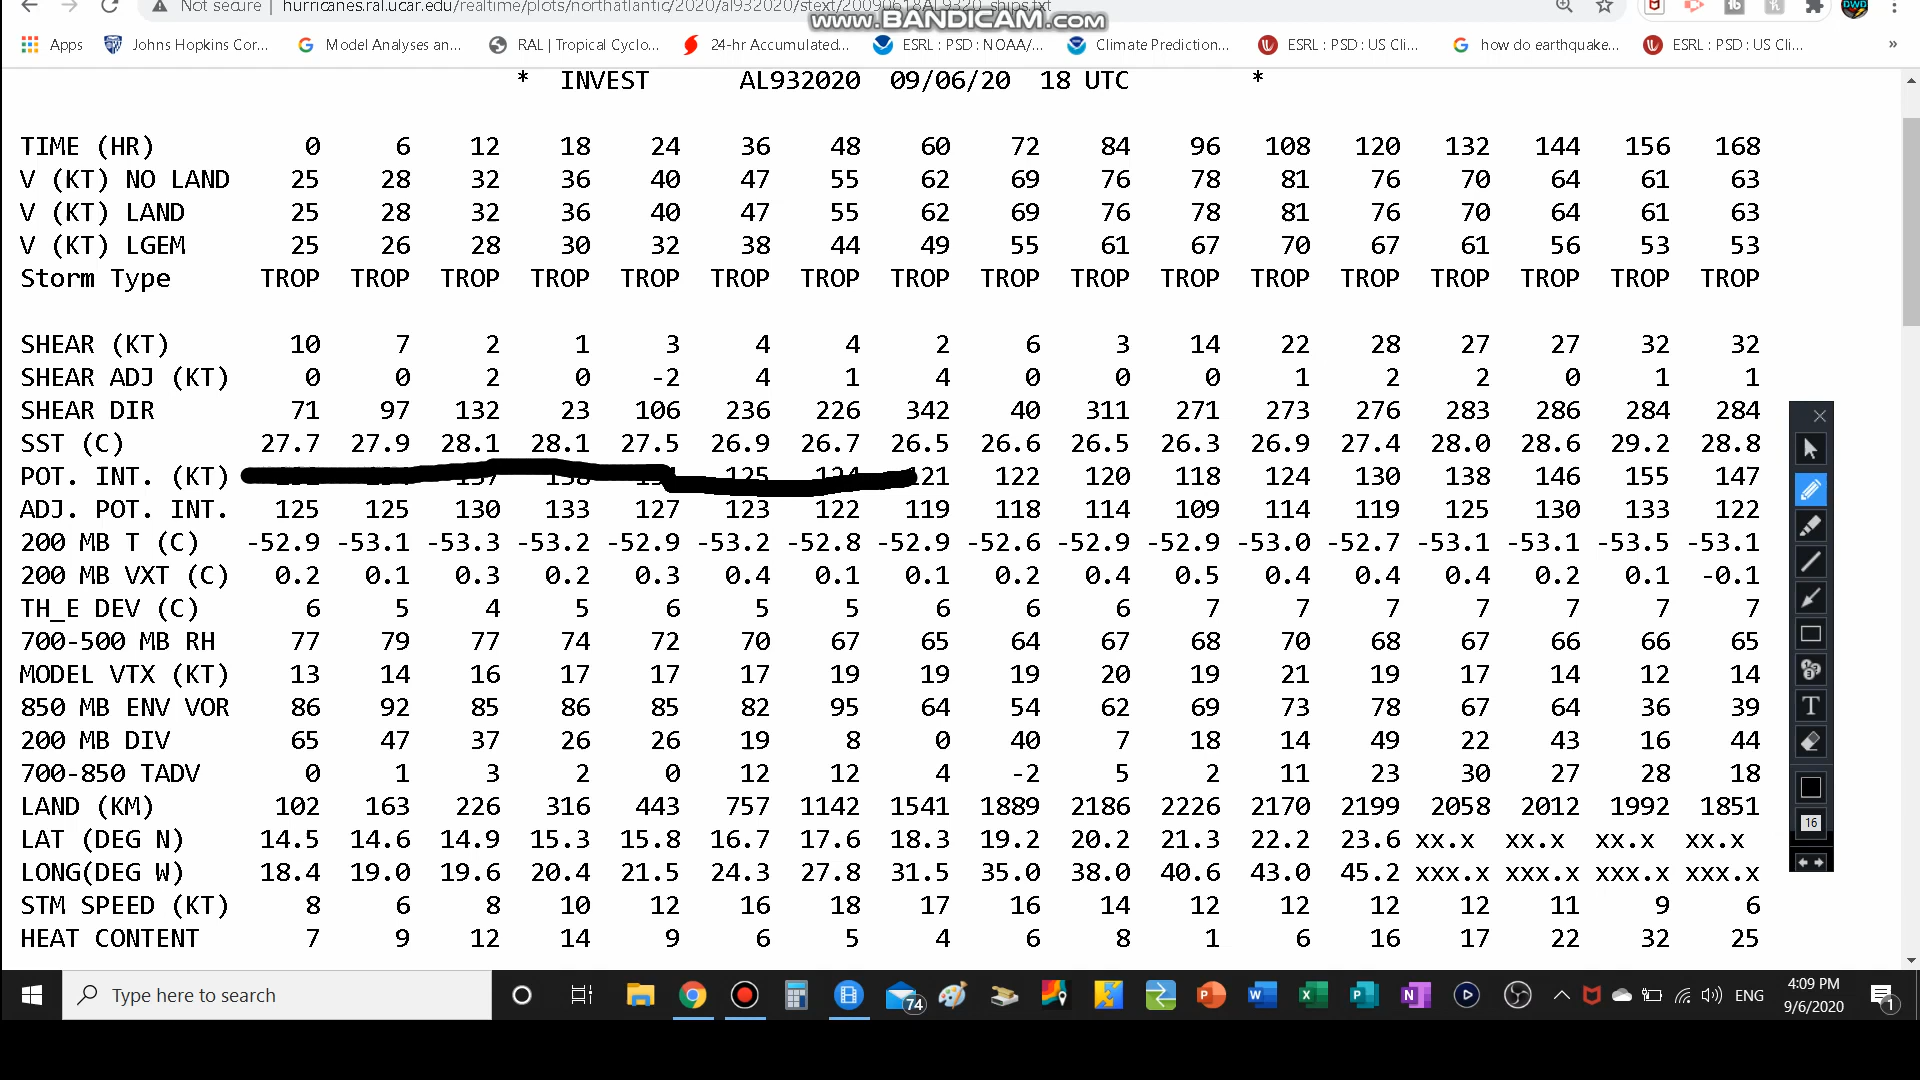 Not secure | hurricanes.ral.ucar.edu/realtime/plots/northatlantic/2020/al932020/stext/20090618AL9320_ships.txt
www.BANDICAM.com
Apps Johns Hopkins Cor... Model Analyses an... RAL | Tropical Cyclo... 24-hr Accumulated... ESRL : PSD : NOAA/... Climate Prediction... ESRL : PSD : US Cli... how do earthquake... ESRL : PSD : US Cli... »
* INVEST AL932020 09/06/20 18 UTC *
TIME (HR) 0 6 12 18 24 36 48 60 72 84 96 108 120 132 144 156 168
V (KT) NO LAND 25 28 32 36 40 47 55 62 69 76 78 81 76 70 64 61 63
V (KT) LAND 25 28 32 36 40 47 55 62 69 76 78 81 76 70 64 61 63
V (KT) LGEM 25 26 28 30 32 38 44 49 55 61 67 70 67 61 56 53 53
Storm Type TROP TROP TROP TROP TROP TROP TROP TROP TROP TROP TROP TROP TROP TROP TROP TROP TROP
SHEAR (KT) 10 7 2 1 3 4 4 2 6 3 14 22 28 27 27 32 32
SHEAR ADJ (KT) 0 0 2 0 -2 4 1 4 0 0 0 1 2 2 0 1 1
SHEAR DIR 71 97 132 23 106 236 226 342 40 311 271 273 276 283 286 284 284
SST (C) 27.7 27.9 28.1 28.1 27.5 26.9 26.7 26.5 26.6 26.5 26.3 26.9 27.4 28.0 28.6 29.2 28.8
POT. INT. (KT) 125 124 121 122 120 118 124 130 138 146 155 147
ADJ. POT. INT. 125 125 130 133 127 123 122 119 118 114 109 114 119 125 130 133 122
200 MB T (C) -52.9 -53.1 -53.3 -53.2 -52.9 -53.2 -52.8 -52.9 -52.6 -52.9 -52.9 -53.0 -52.7 -53.1 -53.1 -53.5 -53.1
200 MB VXT (C) 0.2 0.1 0.3 0.2 0.3 0.4 0.1 0.1 0.2 0.4 0.5 0.4 0.4 0.4 0.2 0.1 -0.1
TH_E DEV (C) 6 5 4 5 6 5 5 6 6 6 7 7 7 7 7 7 7
700-500 MB RH 77 79 77 74 72 70 67 65 64 67 68 70 68 67 66 66 65
MODEL VTX (KT) 13 14 16 17 17 17 19 19 19 20 19 21 19 17 14 12 14
850 MB ENV VOR 86 92 85 86 85 82 95 64 54 62 69 73 78 67 64 36 39
200 MB DIV 65 47 37 26 26 19 8 0 40 7 18 14 49 22 43 16 44
700-850 TADV 0 1 3 2 0 12 12 4 -2 5 2 11 23 30 27 28 18
LAND (KM) 102 163 226 316 443 757 1142 1541 1889 2186 2226 2170 2199 2058 2012 1992 1851
LAT (DEG N) 14.5 14.6 14.9 15.3 15.8 16.7 17.6 18.3 19.2 20.2 21.3 22.2 23.6 xx.x xx.x xx.x xx.x
LONG(DEG W) 18.4 19.0 19.6 20.4 21.5 24.3 27.8 31.5 35.0 38.0 40.6 43.0 45.2 xxx.x xxx.x xxx.x xxx.x
STM SPEED (KT) 8 6 8 10 12 16 18 17 16 14 12 12 12 12 11 9 6
HEAT CONTENT 7 9 12 14 9 6 5 4 6 8 1 6 16 17 22 32 25
T
16
Type here to search
74
ENG
4:09 PM
9/6/2020
1